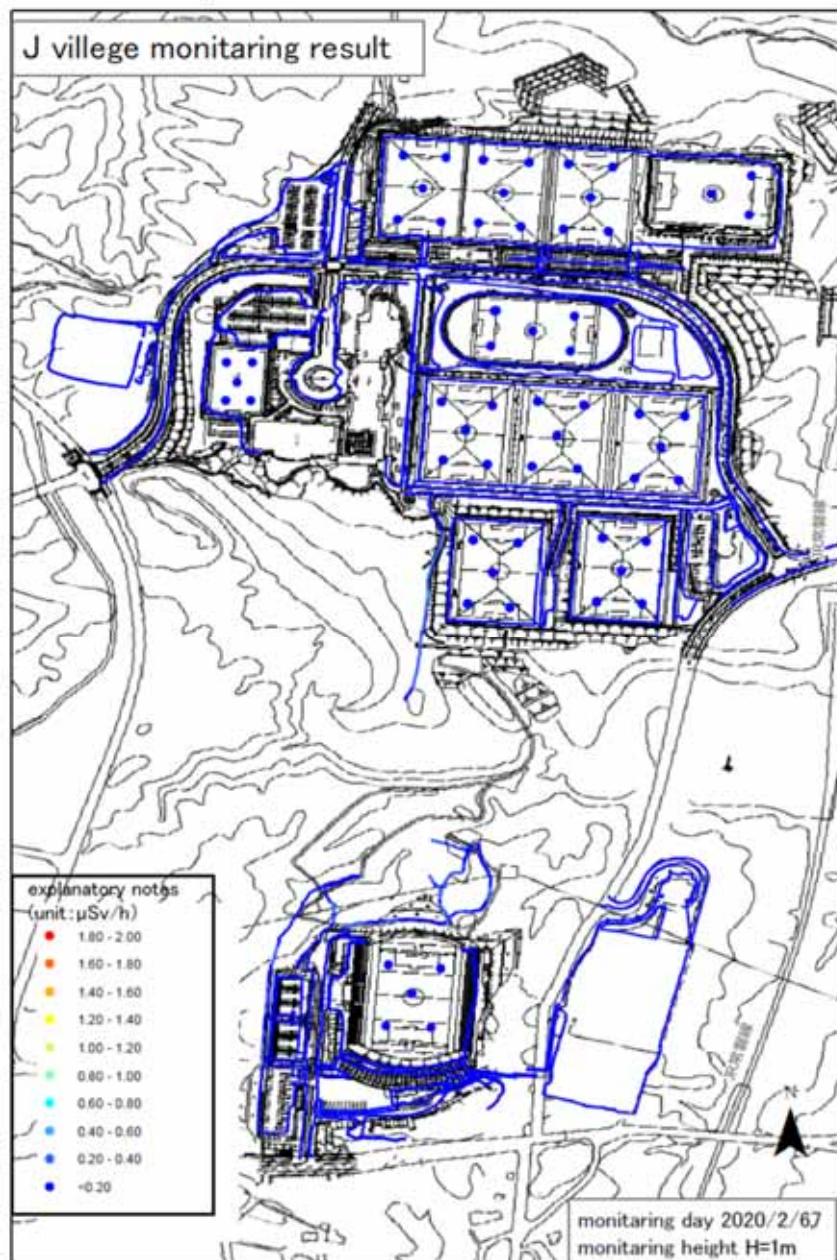 J villege monitaring result
explanatory notes
(unit:μSv/h)
1.80 - 2.00
1.60 - 1.80
1.40 - 1.60
1.20 - 1.40
1.00 - 1.20
0.80 - 1.00
0.60 - 0.80
0.40 - 0.60
0.20 - 0.40
<0.20
N
monitaring day 2020/2/6,7
monitaring height H=1m